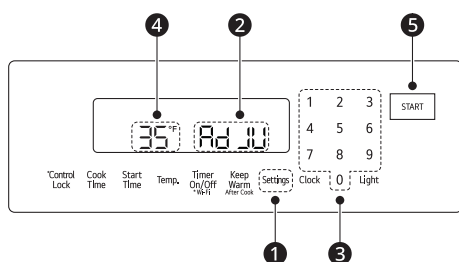 4 2 5
35°F AdJU
1 2 3
4 5 6
7 8 9
0
START
*Control Lock
Cook Time
Start Time
Temp.
Timer On/Off
*Wi-Fi
Keep Warm
After Cook
Settings
Clock
Light
1 3